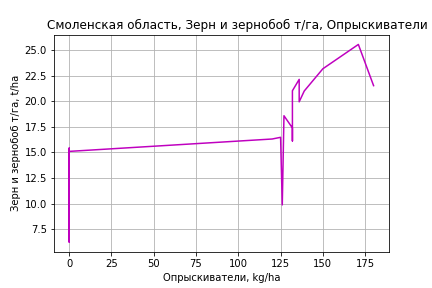 Смоленская область, Зерн и зернобоб т/га, Опрыскиватели
25.0
22.5
20.0
17.5
15.0
12.5
10.0
7.5
Зерн и зернобоб т/га, t/ha
0 25 50 75 100 125 150 175
Опрыскиватели, kg/ha